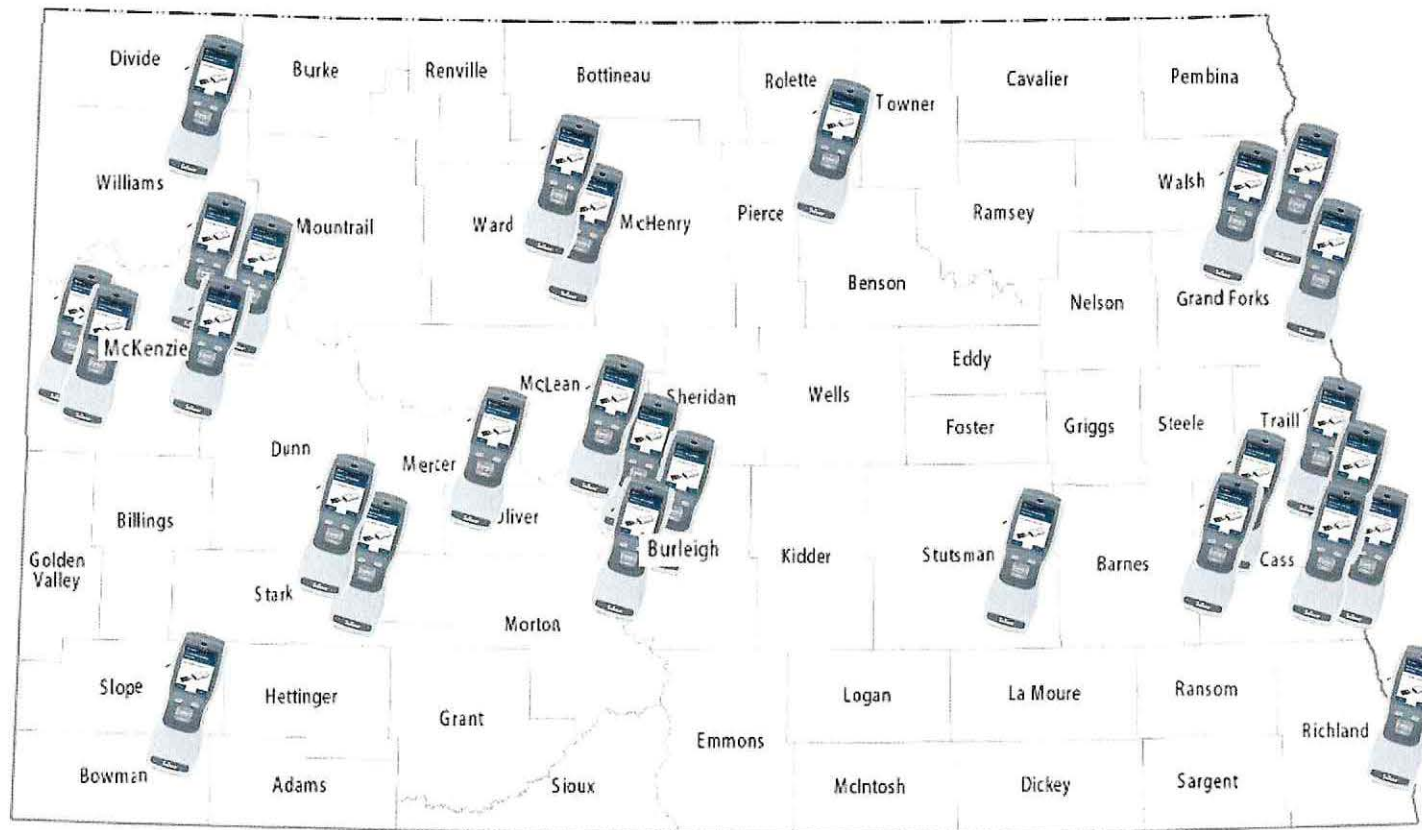 Divide
Burke
Renville
Bottineau
Rolette
Towner
Cavalier
Pembina
Williams
Mountrail
Ward
McHenry
Pierce
Ramsey
Walsh
Benson
Nelson
Grand Forks
McKenzie
McLean
Sheridan
Wells
Eddy
Foster
Griggs
Steele
Traill
Dunn
Mercer
Oliver
Billings
Golden
Valley
Stark
Burleigh
Kidder
Stutsman
Barnes
Cass
Morton
Slope
Hettinger
Grant
Logan
La Moure
Ransom
Richland
Bowman
Adams
Sioux
Emmons
McIntosh
Dickey
Sargent